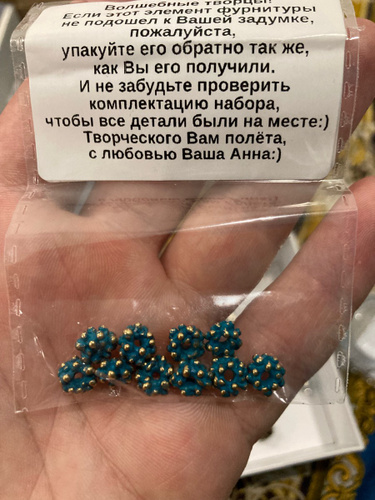 Волшебные творцы!
Если этот элемент фурнитуры
не подошел к Вашей задумке,
пожалуйста,
упакуйте его обратно так же,
как Вы его получили.
И не забудьте проверить
комплектацию набора,
чтобы все детали были на месте:)
Творческого Вам полёта,
с любовью Ваша Анна:)